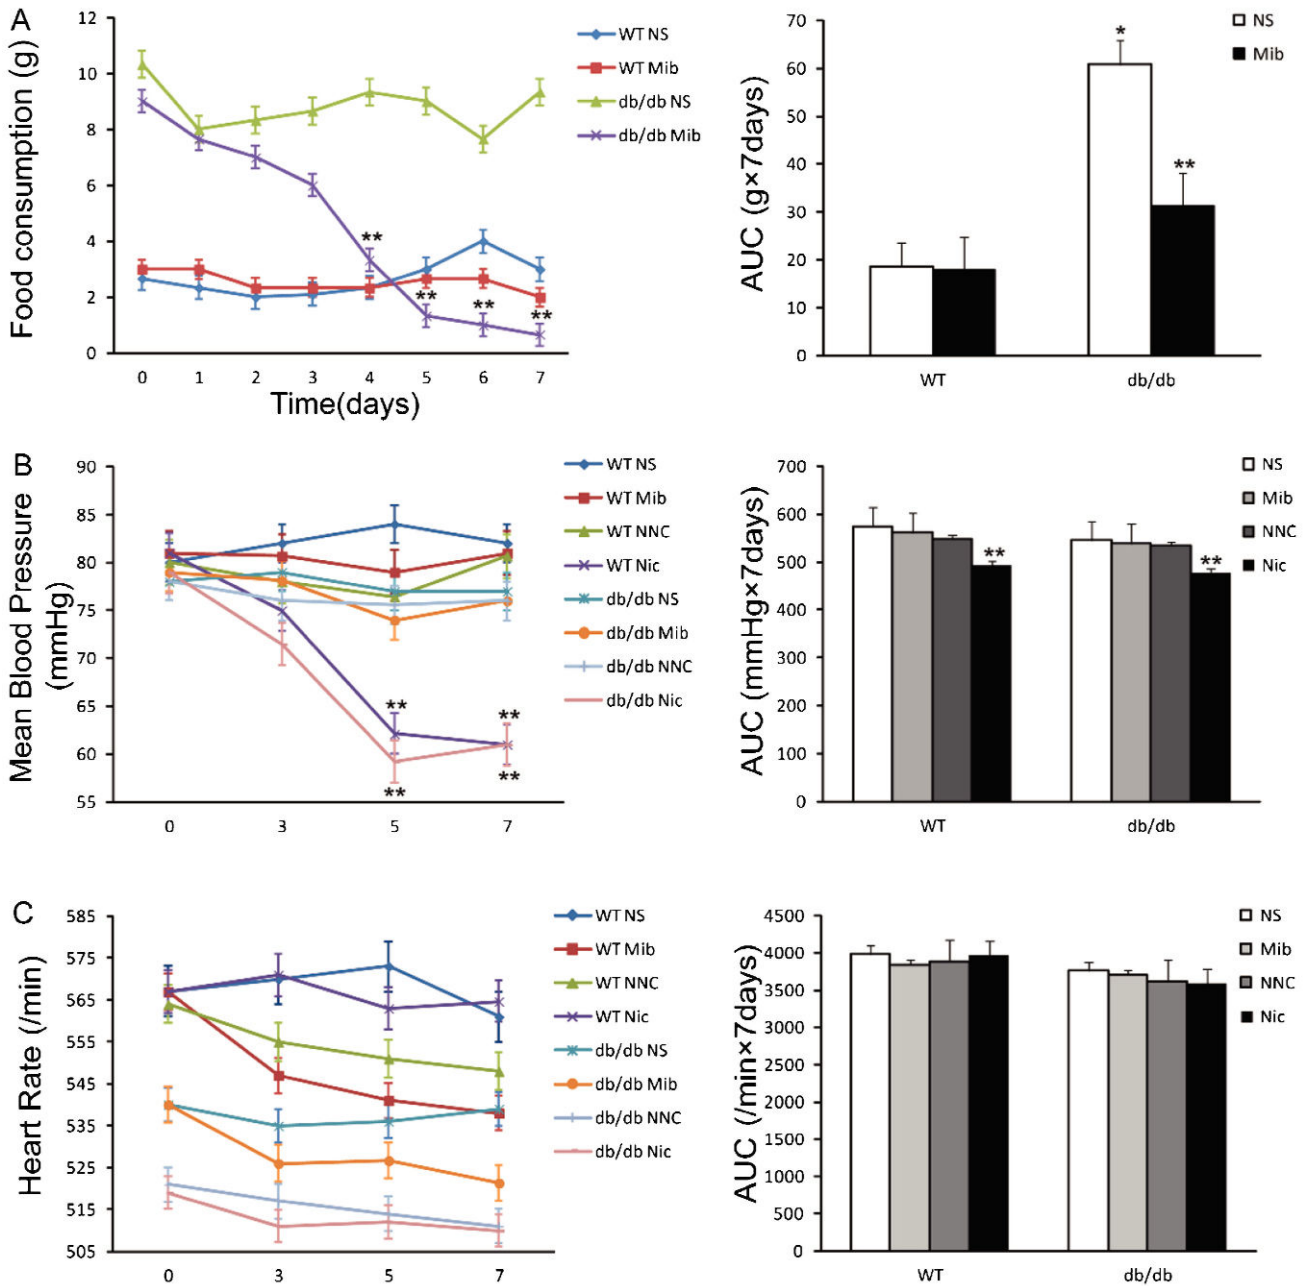 A
Food consumption (g)
12
10
8
6
4
2
0
0 1 2 3 4 5 6 7
Time(days)
WT NS
WT Mib
db/db NS
db/db Mib
**
**
**
**
AUC (g×7days)
70
60
50
40
30
20
10
0
WT db/db
NS
Mib
*
**
B
Mean Blood Pressure
(mmHg)
90
85
80
75
70
65
60
55
0 3 5 7
WT NS
WT Mib
WT NNC
WT Nic
db/db NS
db/db Mib
db/db NNC
db/db Nic
**
**
**
**
AUC (mmHg×7days)
700
600
500
400
300
200
100
0
WT db/db
NS
Mib
NNC
Nic
**
**
C
Heart Rate (/min)
585
575
565
555
545
535
525
515
505
0 3 5 7
WT NS
WT Mib
WT NNC
WT Nic
db/db NS
db/db Mib
db/db NNC
db/db Nic
AUC (/min×7days)
4500
4000
3500
3000
2500
2000
1500
1000
500
0
WT db/db
NS
Mib
NNC
Nic